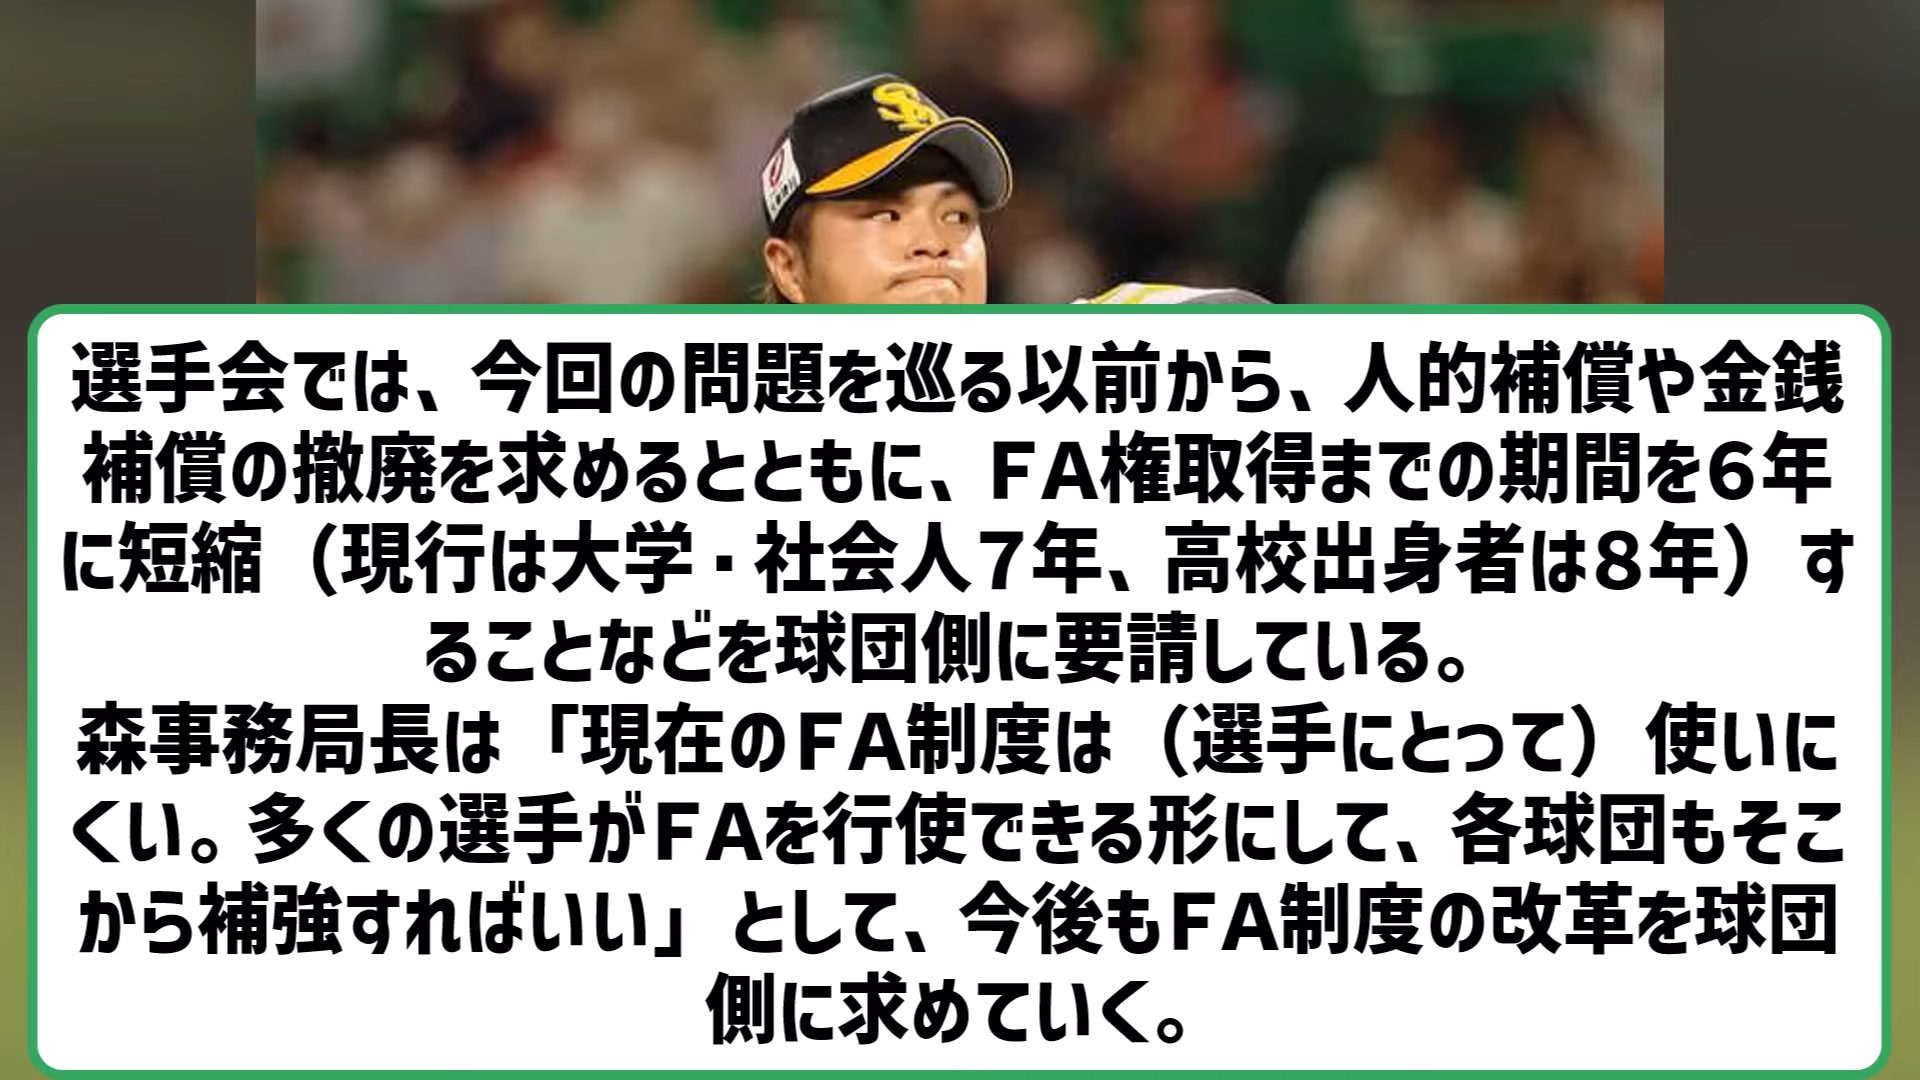 選手会では、今回の問題を巡る以前から、人的補償や金銭
補償の撤廃を求めるとともに、ＦＡ権取得までの期間を６年
に短縮（現行は大学・社会人７年、高校出身者は８年）す
ることなどを球団側に要請している。
森事務局長は「現在のＦＡ制度は（選手にとって）使いに
くい。多くの選手がＦＡを行使できる形にして、各球団もそこ
から補強すればいい」として、今後もＦＡ制度の改革を球団
側に求めていく。